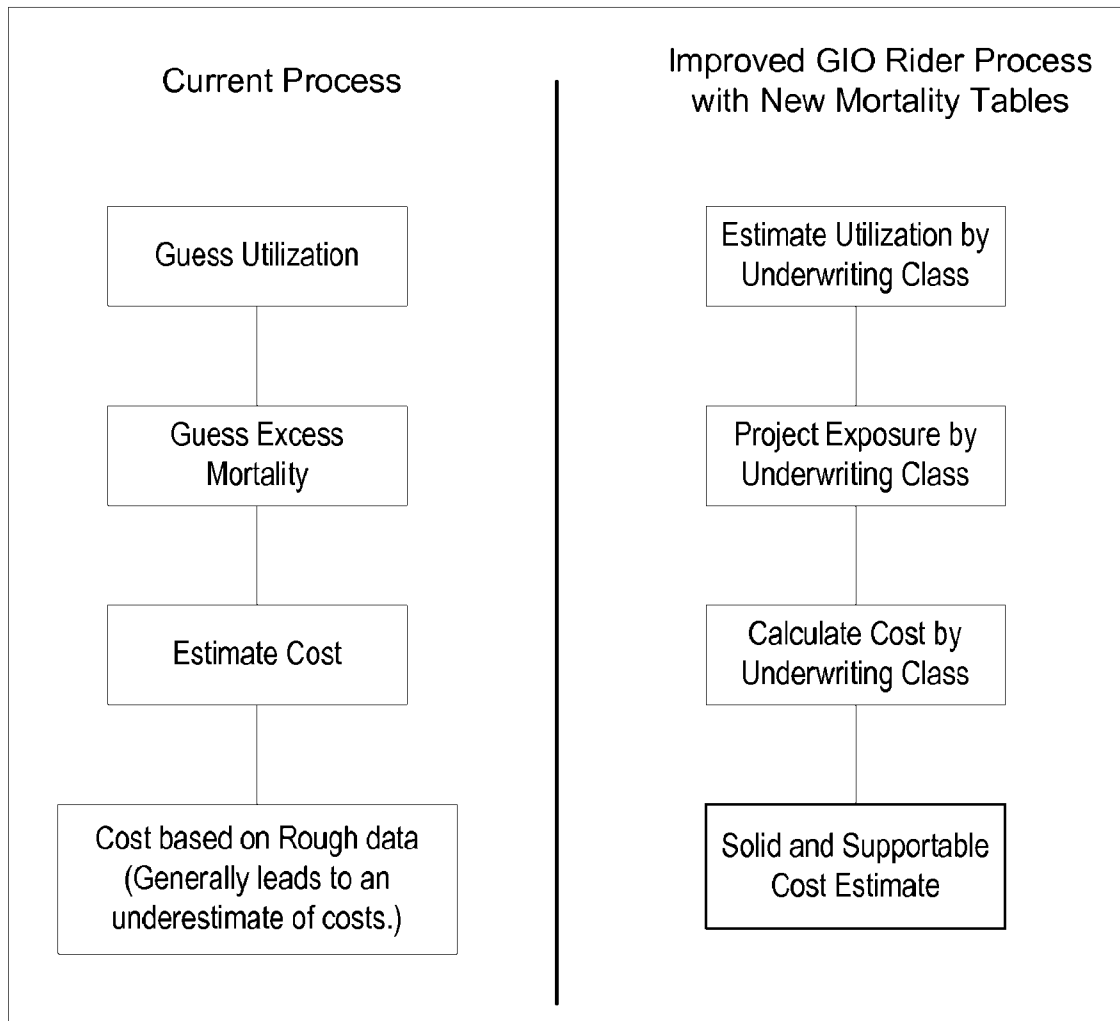 Current Process
Guess Utilization
Guess Excess
Mortality
Estimate Cost
Cost based on Rough data
(Generally leads to an
underestimate of costs.)
Improved GIO Rider Process
with New Mortality Tables
Estimate Utilization by
Underwriting Class
Project Exposure by
Underwriting Class
Calculate Cost by
Underwriting Class
Solid and Supportable
Cost Estimate